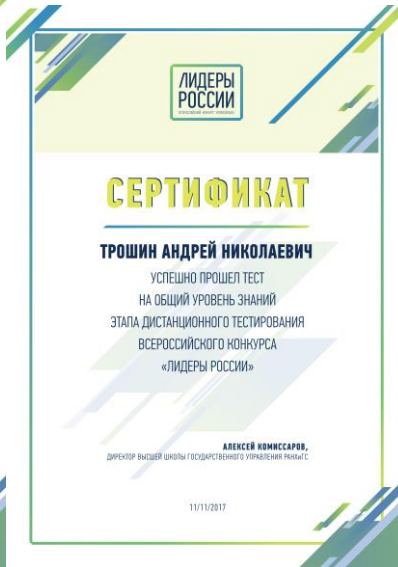 ЛИДЕРЫ
РОССИИ
СЕРТИФИКАТ
ТРОШИН АНДРЕЙ НИКОЛАЕВИЧ
УСПЕШНО ПРОШЕЛ ТЕСТ
НА ОБЩИЙ УРОВЕНЬ ЗНАНИЙ
ЭТАПА ДИСТАНЦИОННОГО ТЕСТИРОВАНИЯ
ВСЕРОССИЙСКОГО КОНКУРСА
«ЛИДЕРЫ РОССИИ»
АЛЕКСЕЙ КОМИССАРОВ,
ДИРЕКТОР ВЫСШЕЙ ШКОЛЫ ГОСУДАРСТВЕННОГО УПРАВЛЕНИЯ РАНХиГС
11/11/2017